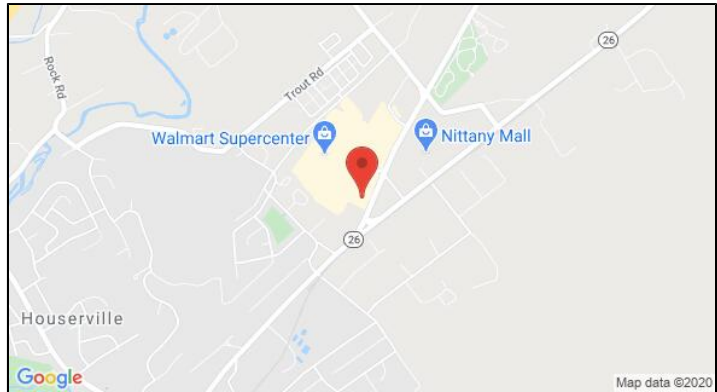 26
Rock Rd
Trout Rd
Walmart Supercenter
Nittany Mall
26
Houserville
Google
Map data ©2020